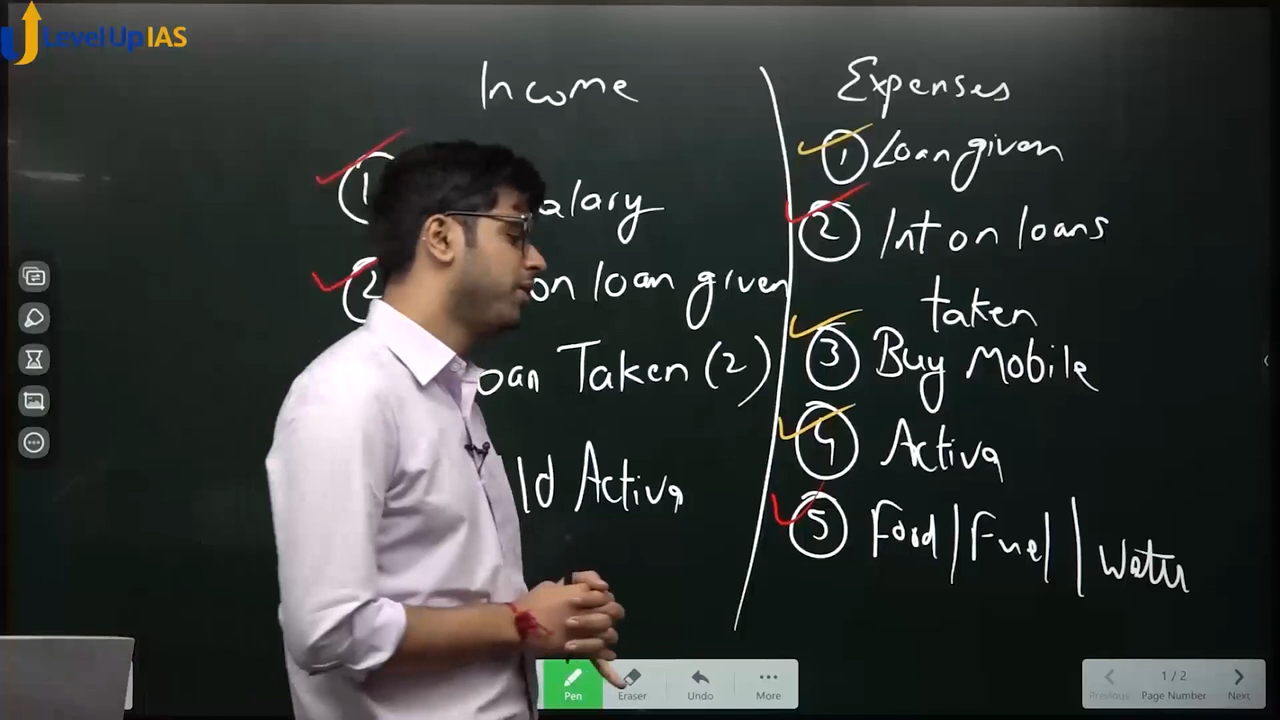 Level Up IAS
Income
1
alary
2
on loan given
oan Taken (2)
ld Activa
Expenses
1 Loan given
2 Int on loans
taken
3 Buy Mobile
4 Activa
5 Food | Fuel | Water
Pen
Eraser
Undo
More
1 / 2
Previous
Page Number
Next